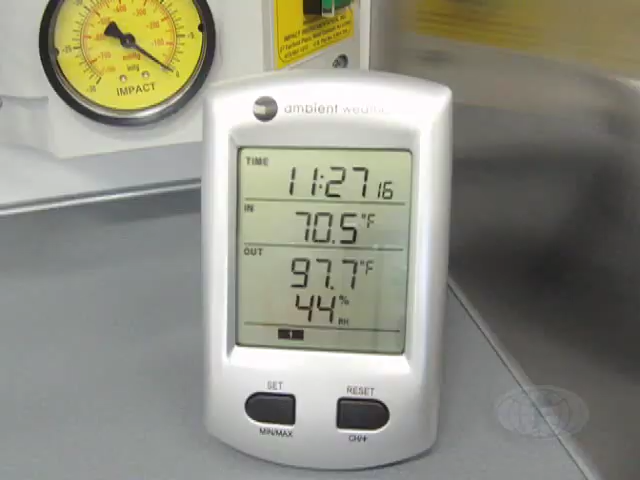 IMPACT
ambient
TIME
11:27 16
IN
70.5 °F
OUT
97.7 °F
44 %
RH
1
SET
RESET
MIN/MAX
CH/+